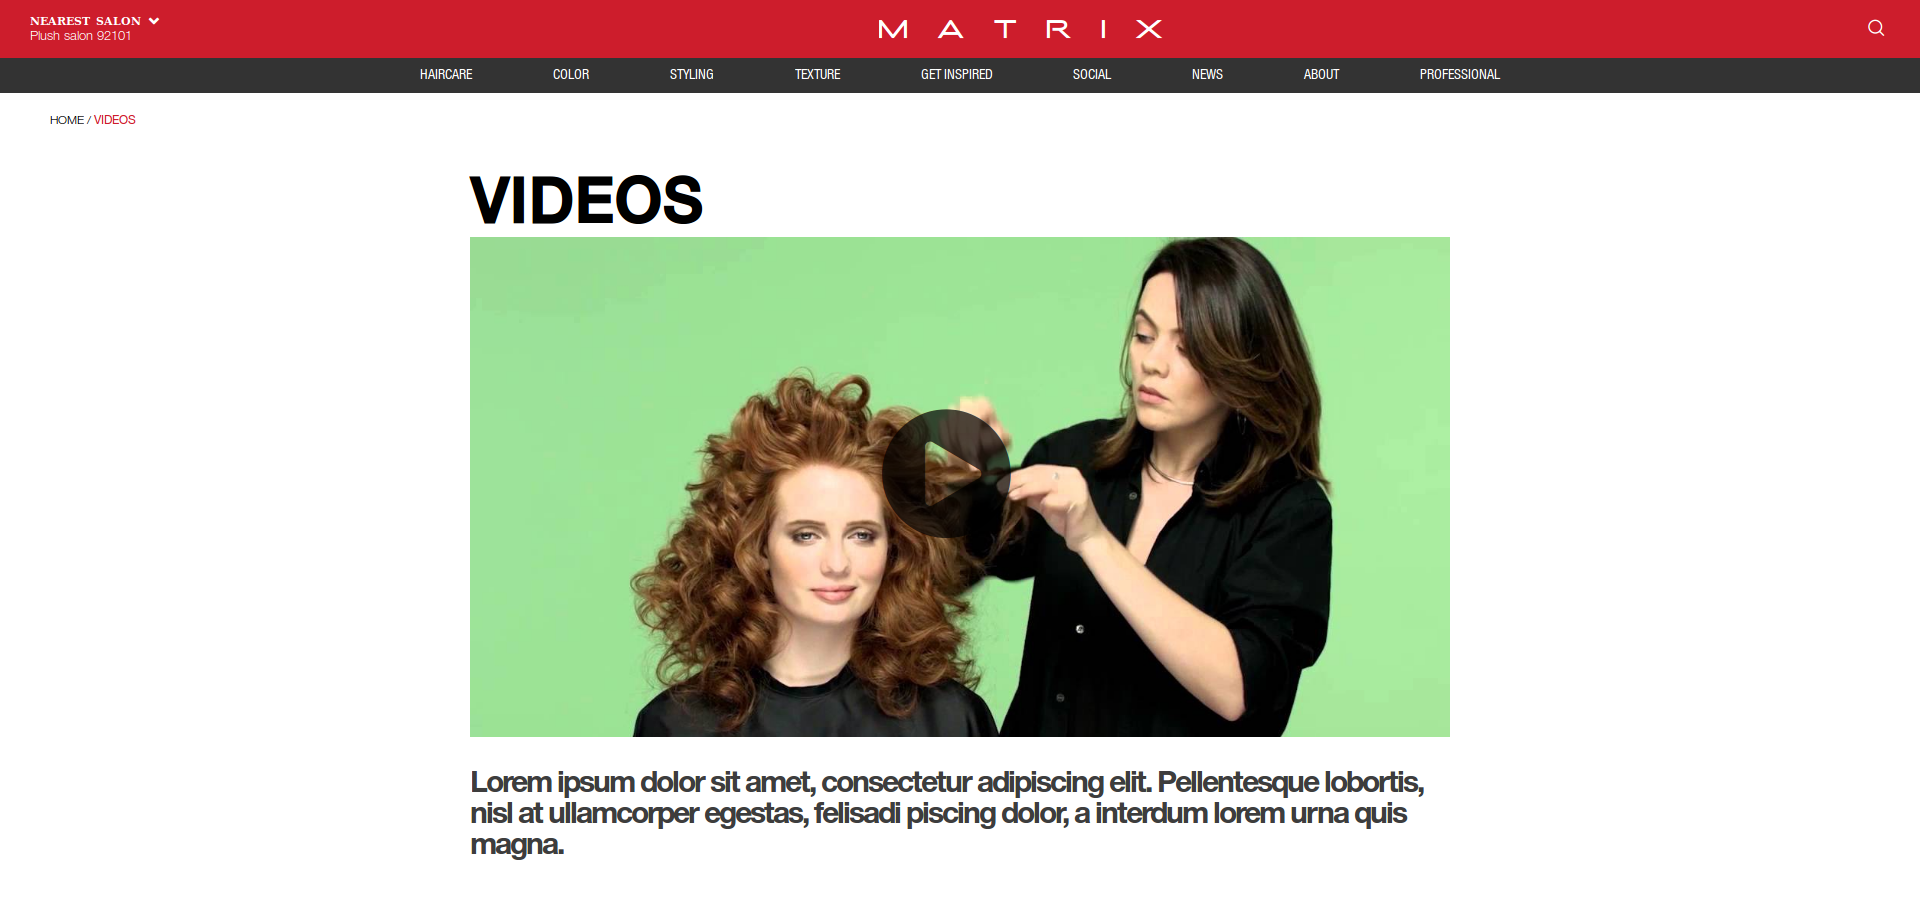 NEAREST SALON
Plush salon 92101
MATRIX
HAIRCARE COLOR STYLING TEXTURE GET INSPIRED SOCIAL NEWS ABOUT PROFESSIONAL
HOME / VIDEOS
VIDEOS
Lorem ipsum dolor sit amet, consectetur adipiscing elit. Pellentesque lobortis,
nisl at ullamcorper egestas, felisadi piscing dolor, a interdum lorem urna quis
magna.